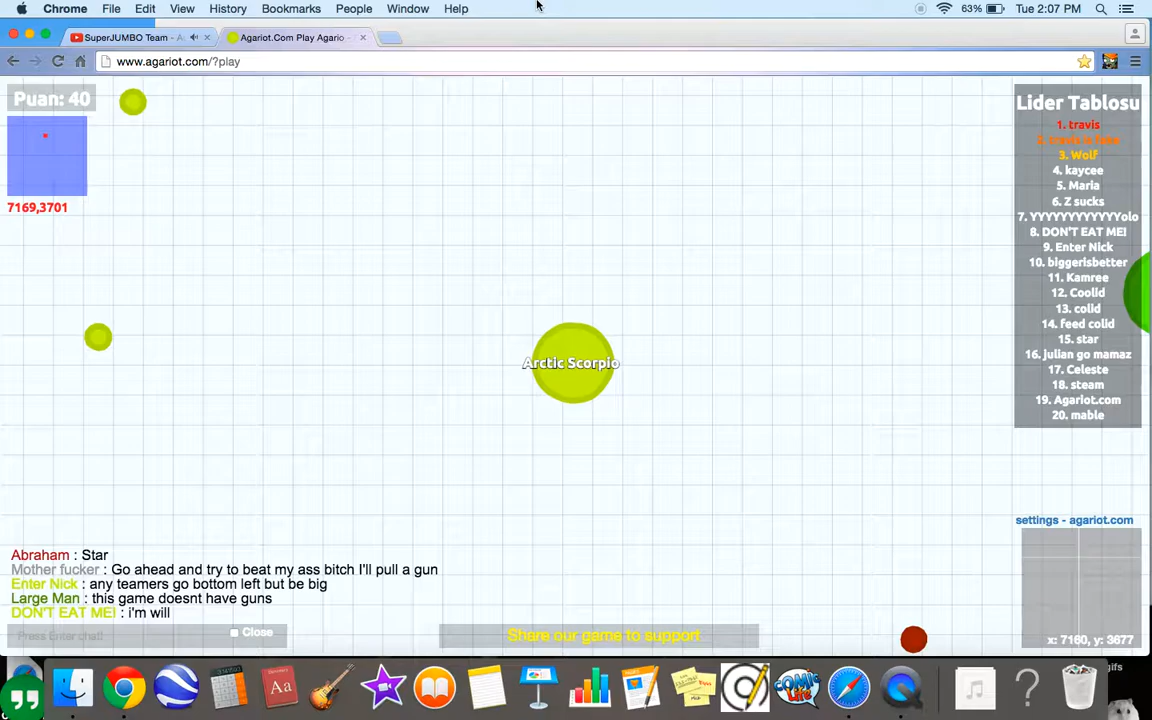 Chrome File Edit View History Bookmarks People Window Help 63% Tue 2:07 PM
SuperJUMBO Team - A Agariot.Com Play Agario -
www.agariot.com/?play
Puan: 40
7169,3701
Lider Tablosu
1. travis
3. Wolf
4. kaycee
5. Maria
6. Z sucks
7. YYYYYYYYYYYolo
8. DON'T EAT ME!
9. Enter Nick
10. biggerisbetter
11. Kamree
12. Coolid
13. colid
14. feed colid
15. star
16. julian go mamaz
17. Celeste
18. steam
19. Agariot.com
20. mable
Arctic Scorpio
settings - agariot.com
Abraham : Star
Mother fucker : Go ahead and try to beat my ass bitch I'll pull a gun
Enter Nick : any teamers go bottom left but be big
Large Man : this game doesnt have guns
DON'T EAT ME! : i'm will
Press Enter chat! Close
Share our game to support
x: 7160, y: 3677
gifs
Aa